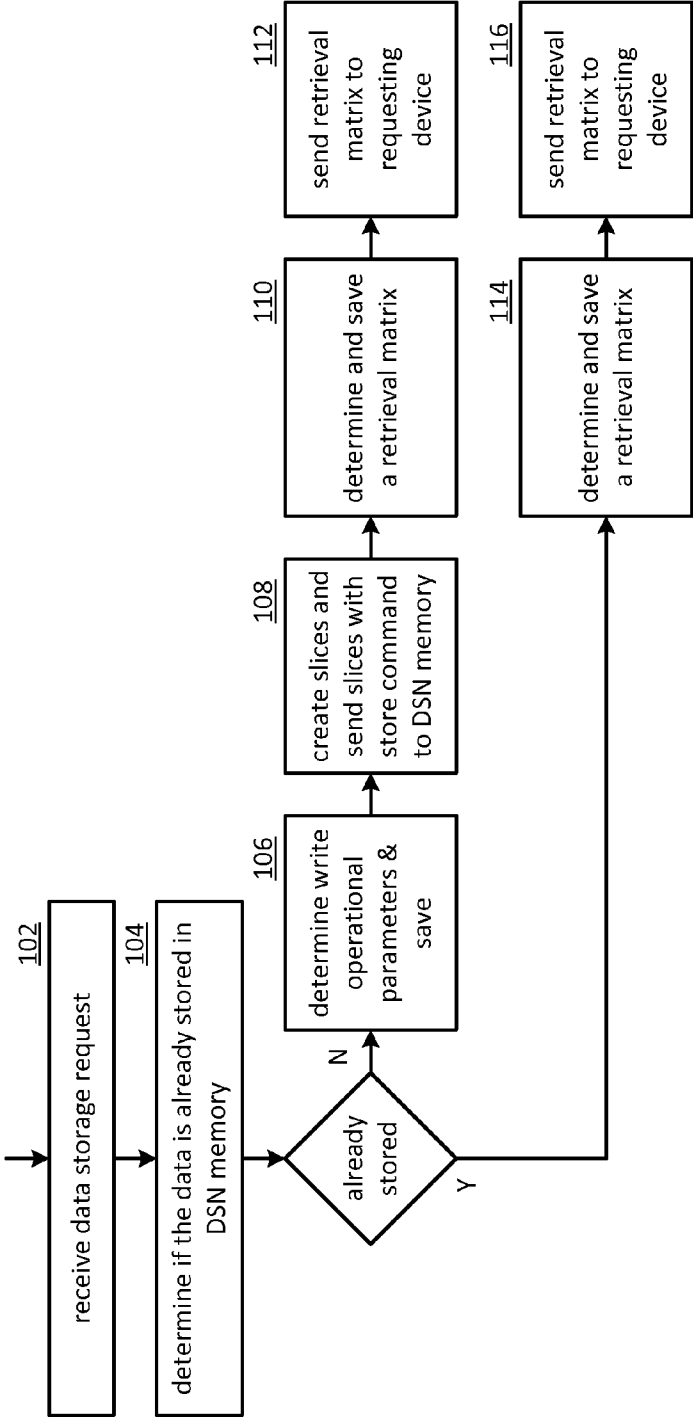 102
receive data storage request
104
determine if the data is already stored in
DSN memory
already
stored
N
Y
106
determine write
operational
parameters &
save
108
create slices and
send slices with
store command
to DSN memory
110
determine and save
a retrieval matrix
112
send retrieval
matrix to
requesting
device
114
determine and save
a retrieval matrix
116
send retrieval
matrix to
requesting
device